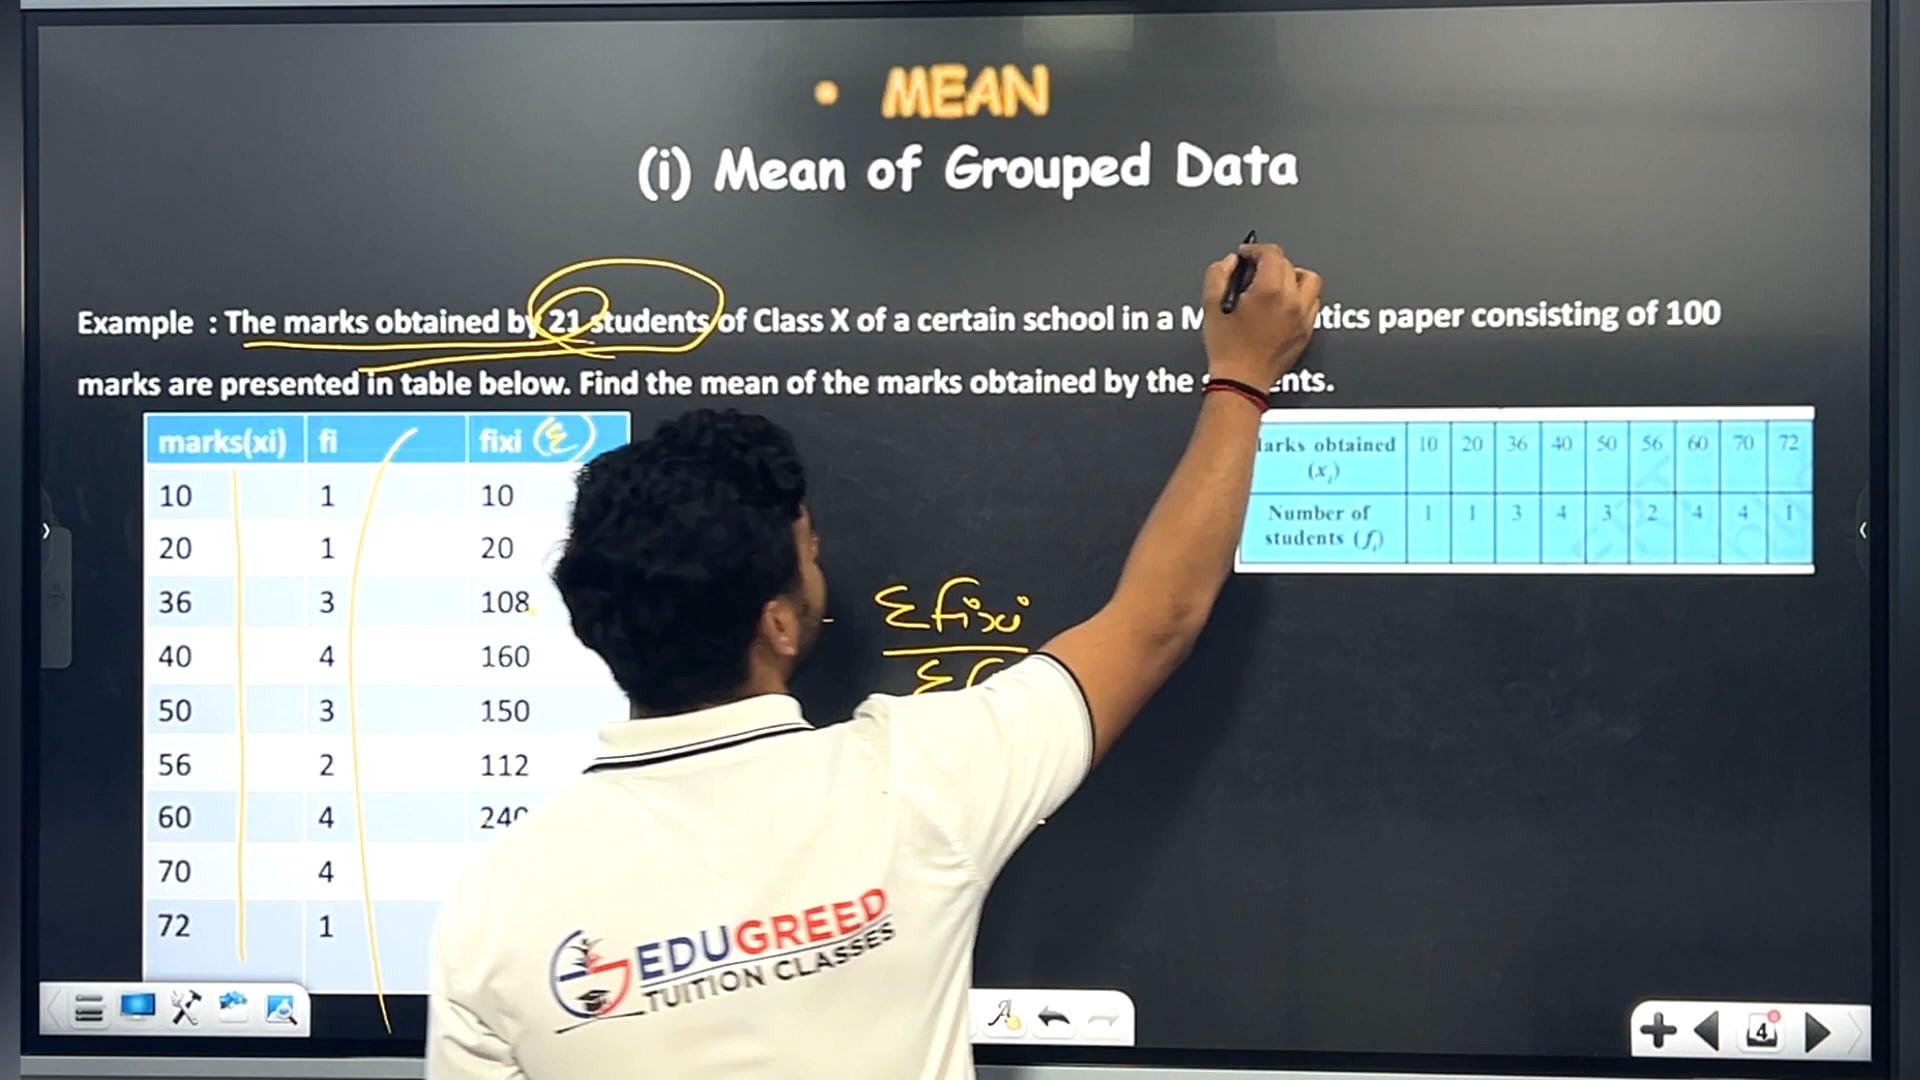 • MEAN
(i) Mean of Grouped Data
Example : The marks obtained by 21 students of Class X of a certain school in a M tics paper consisting of 100
marks are presented in table below. Find the mean of the marks obtained by the ents.
marks(xi) fi fixi (Σ)
10 1 10
20 1 20
36 3 108
40 4 160
50 3 150
56 2 112
60 4 240
70 4
72 1
arks obtained (xi) 10 20 36 40 50 56 60 70 72
Number of students (fi) 1 1 3 4 3 2 4 4 1
Σfixi
Σf
EDUGREED
TUITION CLASSES
4